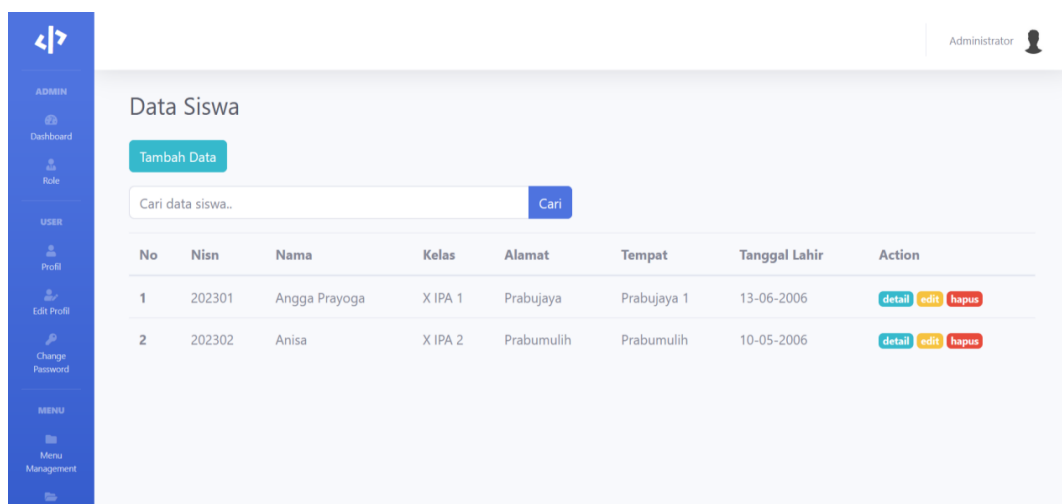 Administrator
ADMIN
Dashboard
Role
USER
Profil
Edit Profil
Change
Password
MENU
Menu
Management
Data Siswa
Tambah Data
Cari data siswa.. Cari
No Nisn Nama Kelas Alamat Tempat Tanggal Lahir Action
1 202301 Angga Prayoga X IPA 1 Prabujaya Prabujaya 1 13-06-2006 detail edit hapus
2 202302 Anisa X IPA 2 Prabumulih Prabumulih 10-05-2006 detail edit hapus